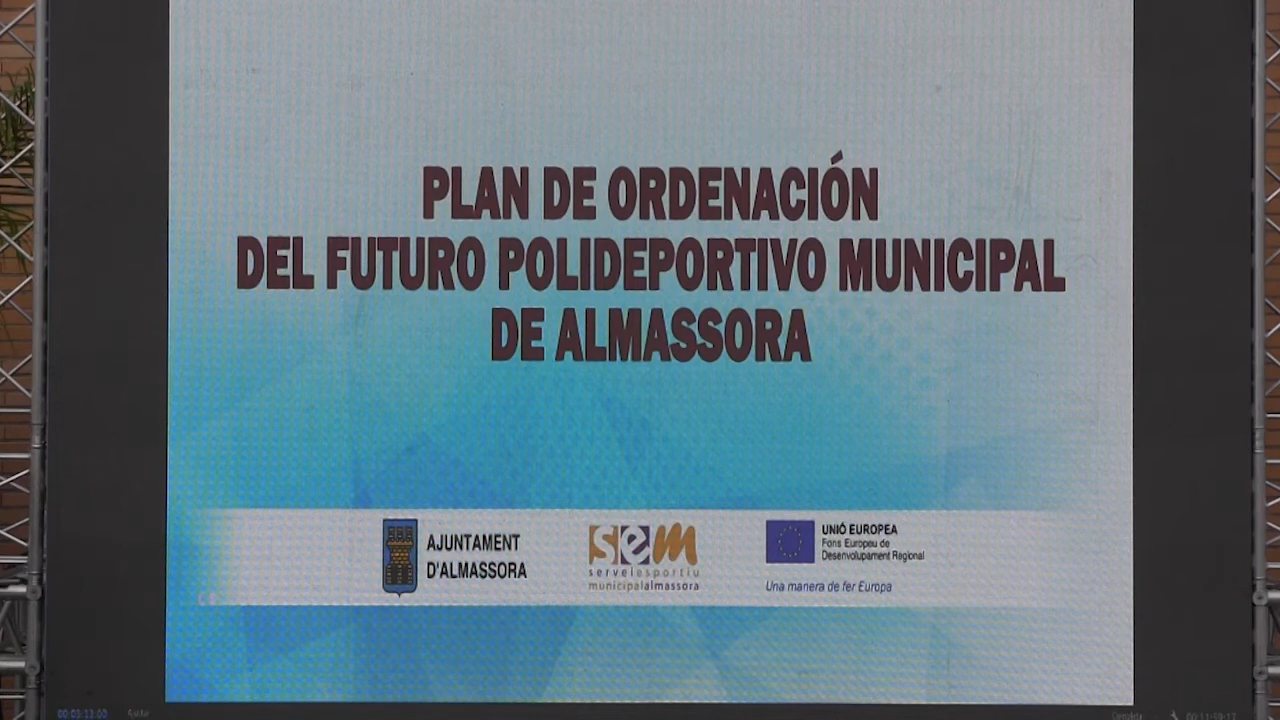 PLAN DE ORDENACIÓN
DEL FUTURO POLIDEPORTIVO MUNICIPAL
DE ALMASSORA
AJUNTAMENT
D'ALMASSORA
sem
serveiesportiu
municipalalmassora
UNIÓ EUROPEA
Fons Europeu de
Desenvolupament Regional
Una manera de fer Europa